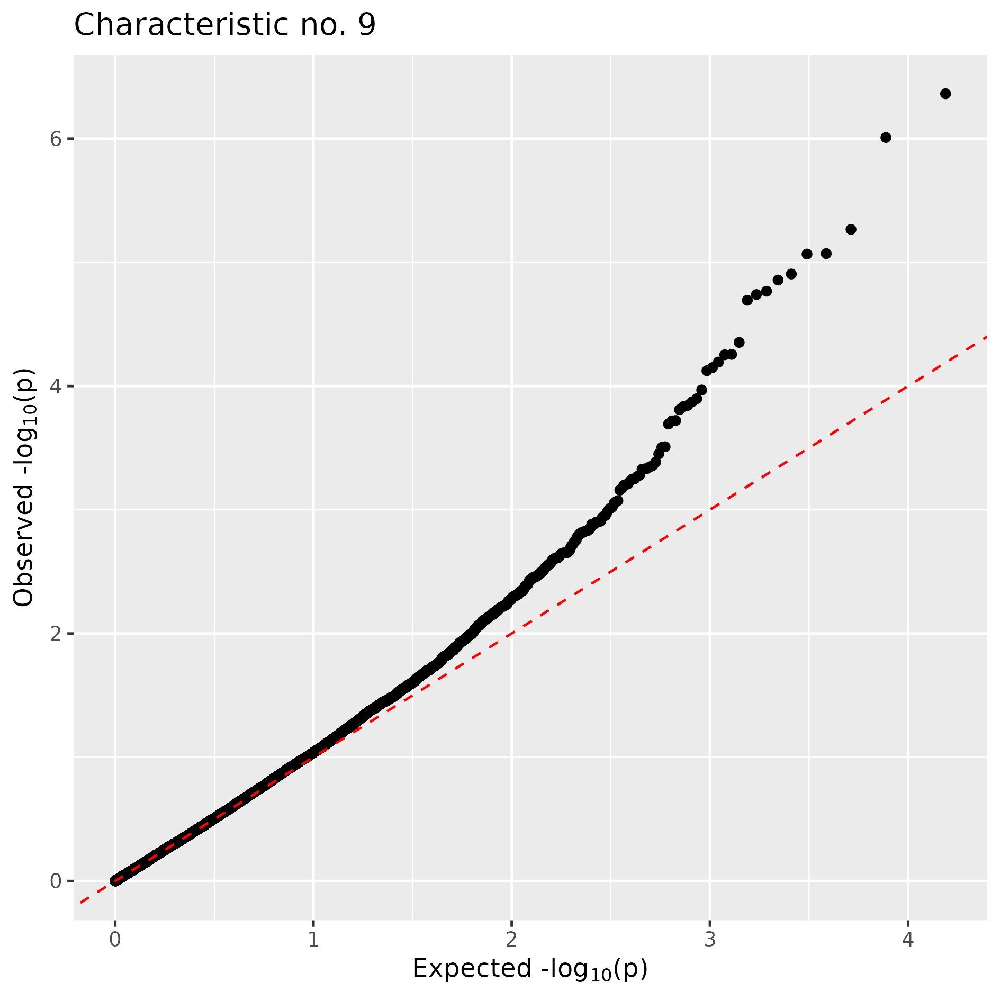 Characteristic no. 9
Observed -log₁₀(p)
6
4
2
0
0 1 2 3 4
Expected -log₁₀(p)